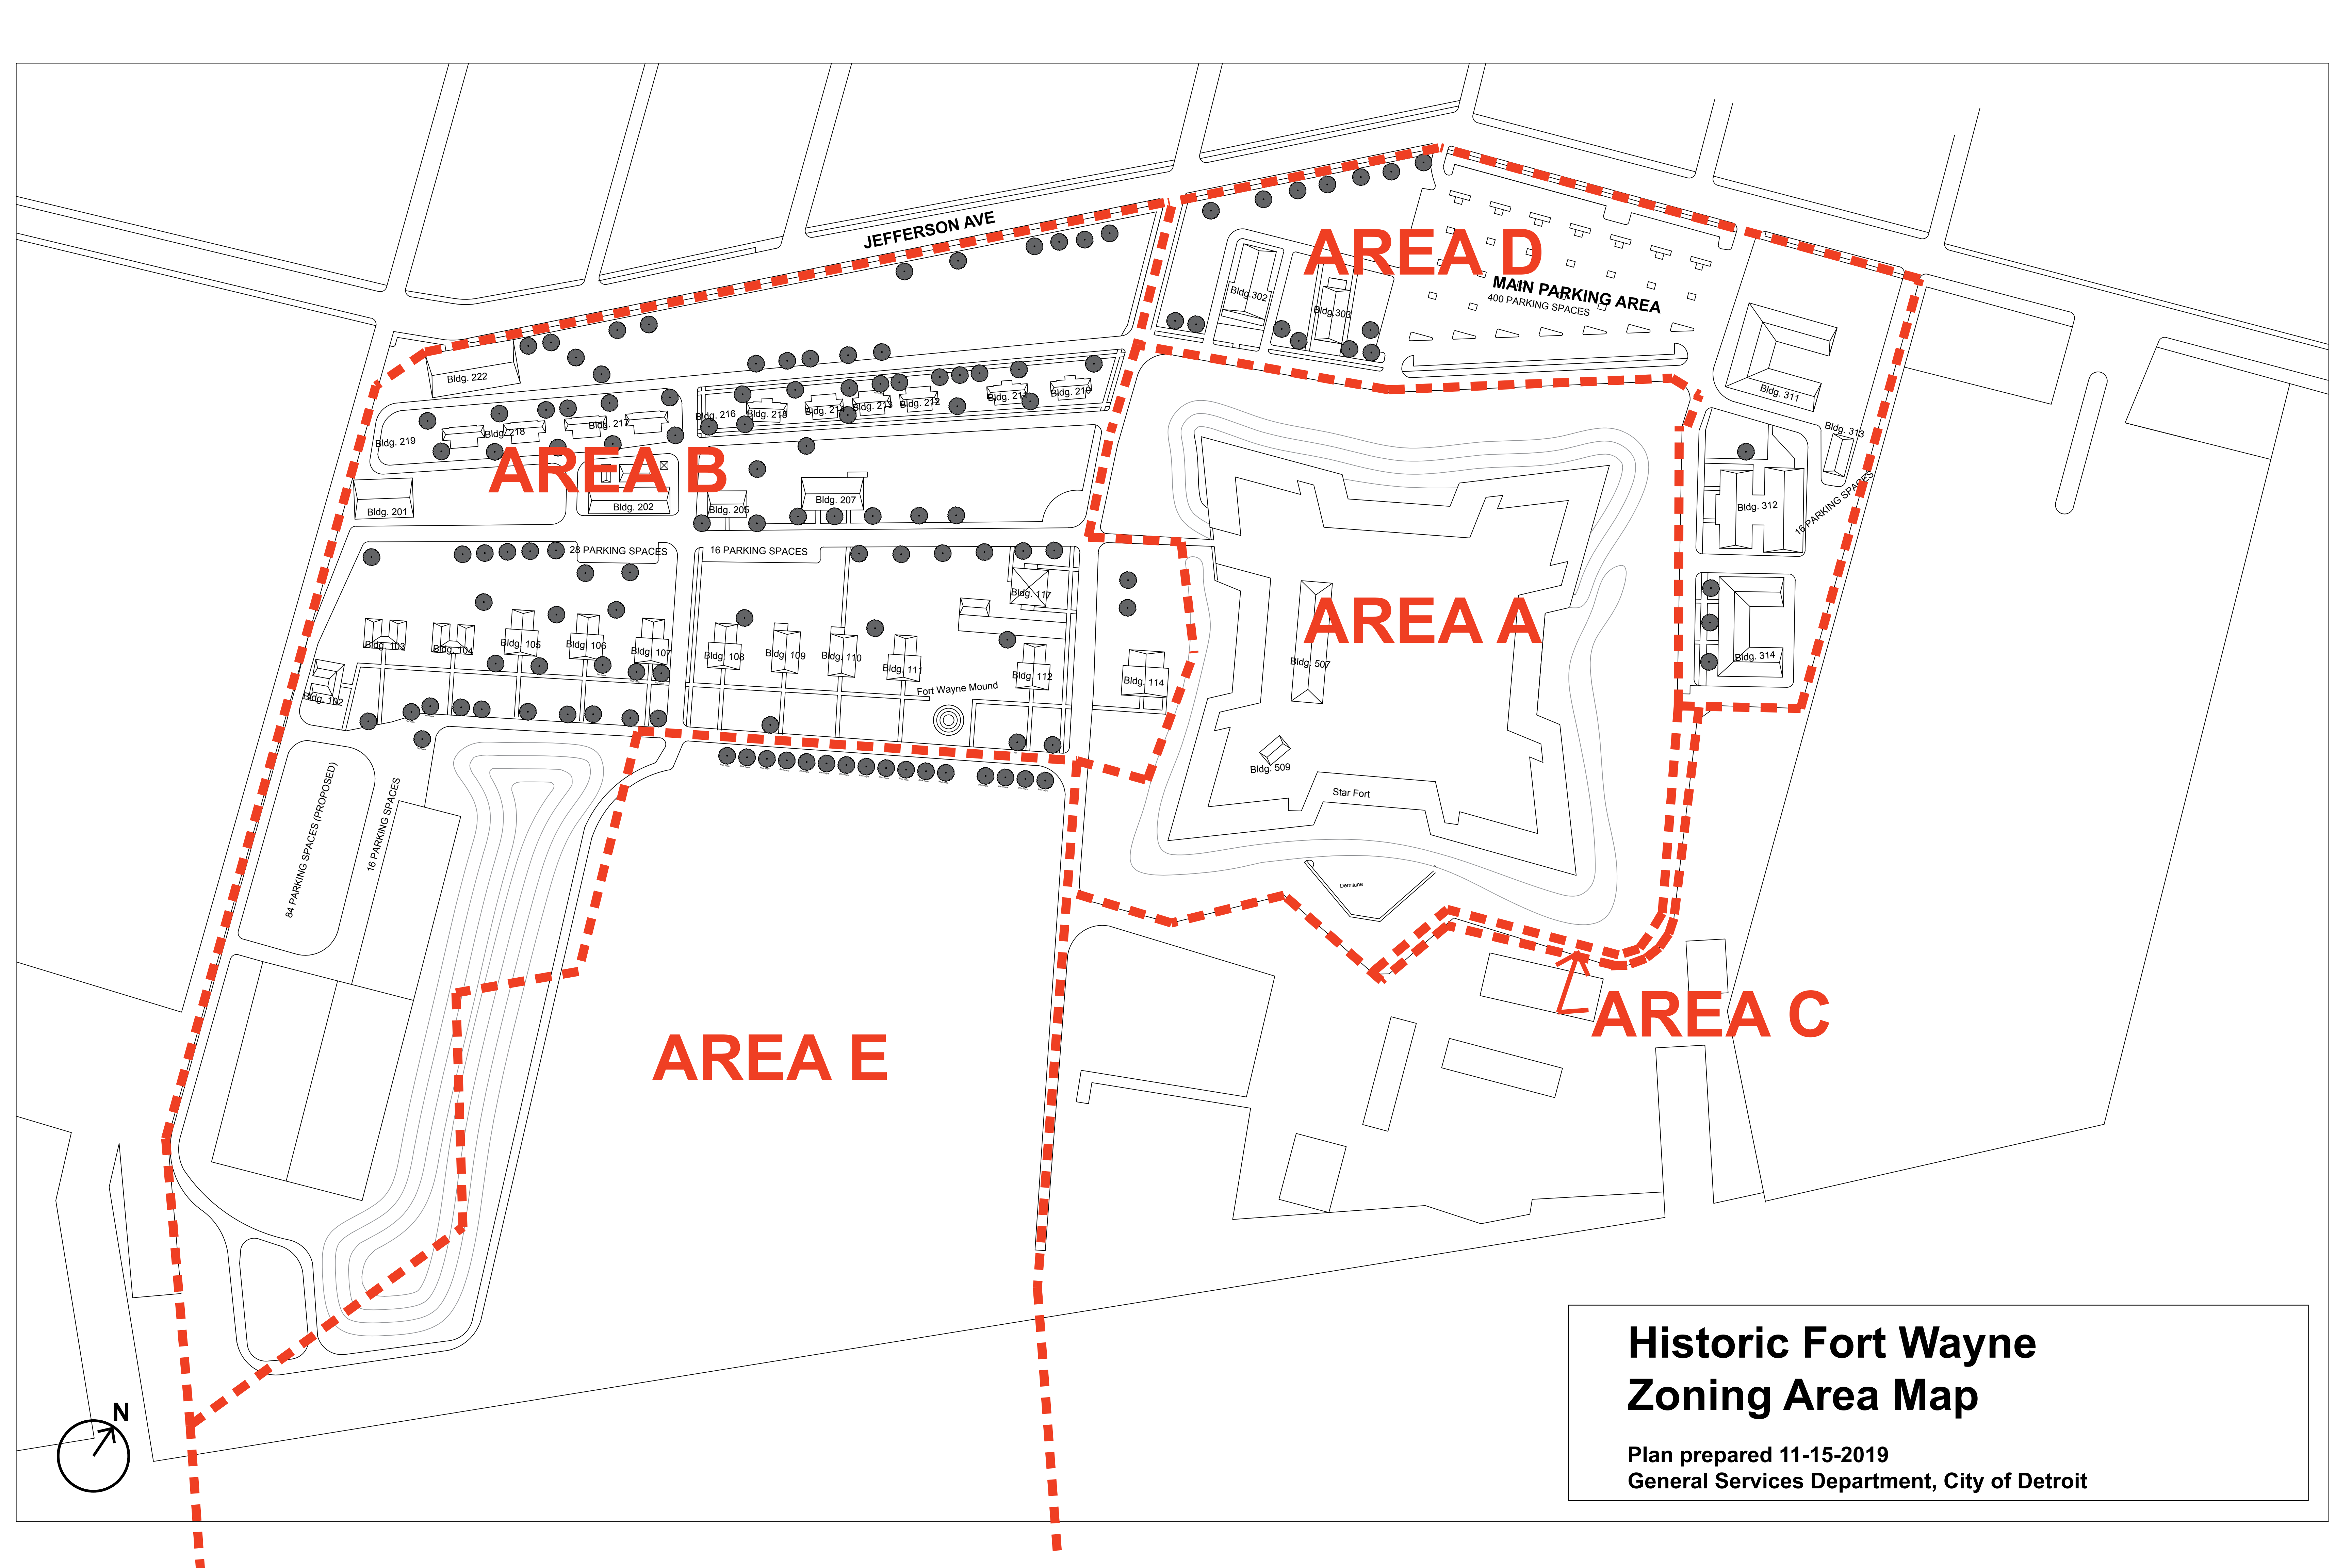 JEFFERSON AVE
AREA D
MAIN PARKING AREA
400 PARKING SPACES
Bldg.302
Bldg.303
Bldg. 311
Bldg. 313
16 PARKING SPACES
Bldg. 312
Bldg. 314
Bldg. 222
Bldg. 219
Bldg. 218
Bldg. 217
Bldg. 216
Bldg. 215
Bldg. 214
Bldg. 213
Bldg. 212
Bldg. 211
Bldg. 210
AREA B
Bldg. 201
Bldg. 202
Bldg. 205
Bldg. 207
28 PARKING SPACES
16 PARKING SPACES
Bldg. 117
Bldg. 102
Bldg. 103
Bldg. 104
Bldg. 105
Bldg. 106
Bldg. 107
Bldg. 108
Bldg. 109
Bldg. 110
Bldg. 111
Bldg. 112
Bldg. 114
Fort Wayne Mound
AREA A
Bldg. 507
Bldg. 509
Star Fort
Demilune
84 PARKING SPACES (PROPOSED)
16 PARKING SPACES
AREA C
AREA E
N
Historic Fort Wayne
Zoning Area Map
Plan prepared 11-15-2019
General Services Department, City of Detroit